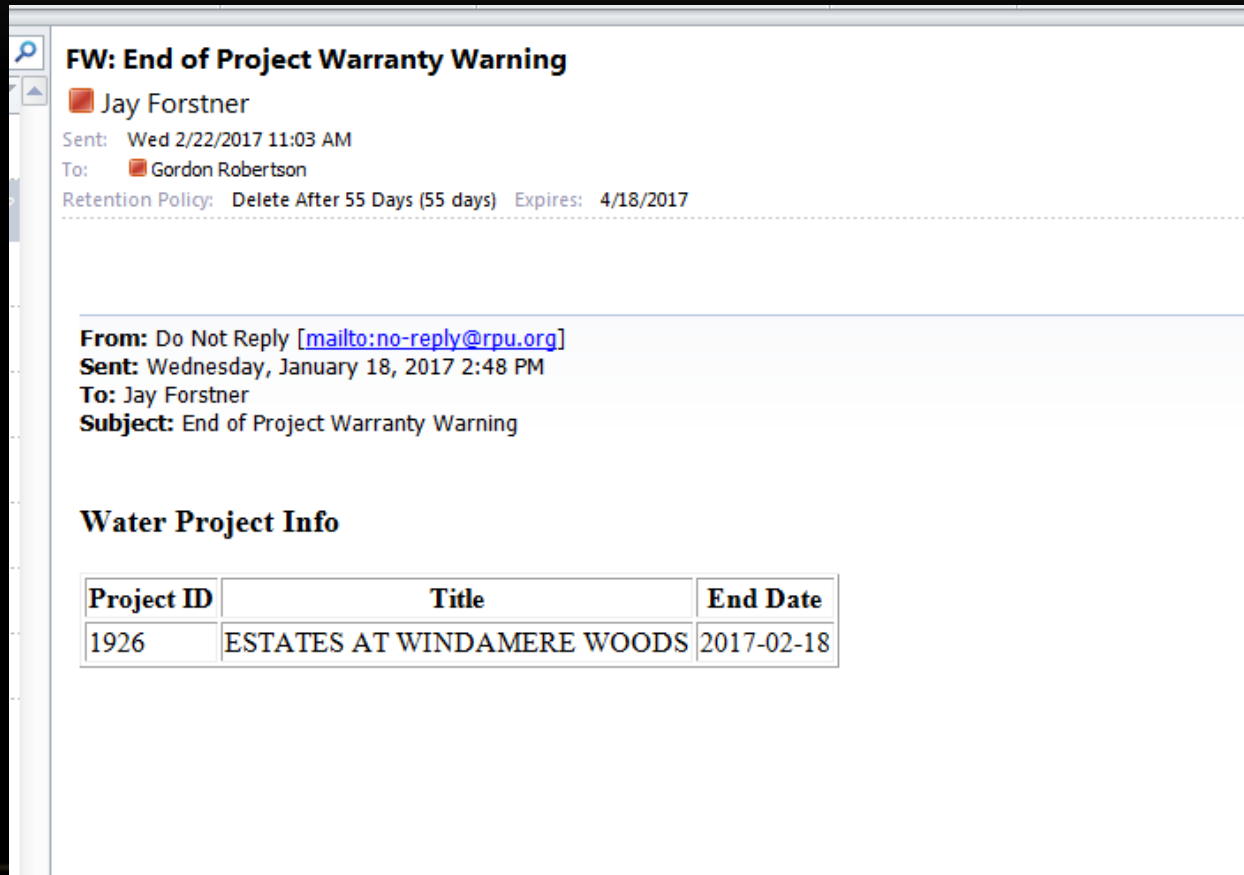 FW: End of Project Warranty Warning
Jay Forstner
Sent: Wed 2/22/2017 11:03 AM
To: Gordon Robertson
Retention Policy: Delete After 55 Days (55 days) Expires: 4/18/2017
From: Do Not Reply [mailto:no-reply@rpu.org]
Sent: Wednesday, January 18, 2017 2:48 PM
To: Jay Forstner
Subject: End of Project Warranty Warning
Water Project Info
Project ID Title End Date
1926 ESTATES AT WINDAMERE WOODS 2017-02-18